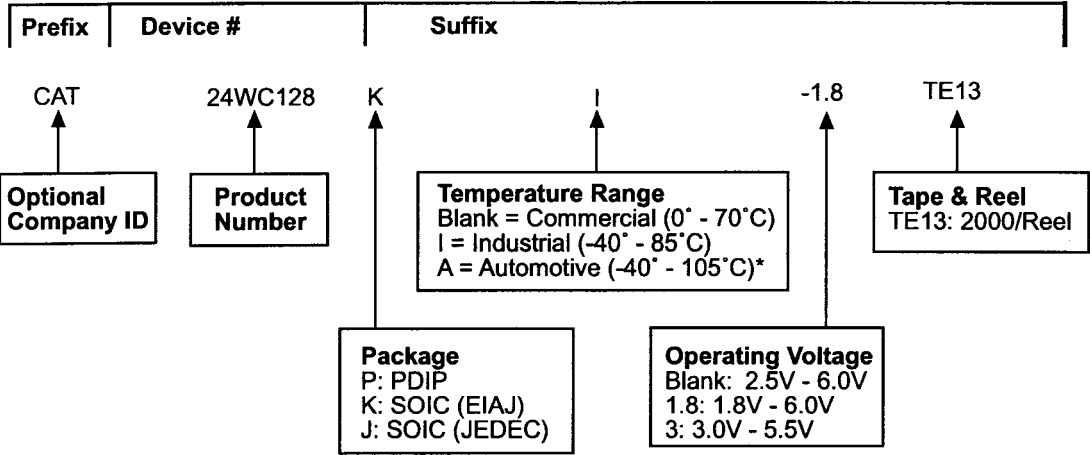 Prefix Device # Suffix
CAT 24WC128 K I -1.8 TE13
Optional
Company ID
Product
Number
Temperature Range
Blank = Commercial (0˚ - 70˚C)
I = Industrial (-40˚ - 85˚C)
A = Automotive (-40˚ - 105˚C)*
Tape & Reel
TE13: 2000/Reel
Package
P: PDIP
K: SOIC (EIAJ)
J: SOIC (JEDEC)
Operating Voltage
Blank: 2.5V - 6.0V
1.8: 1.8V - 6.0V
3: 3.0V - 5.5V